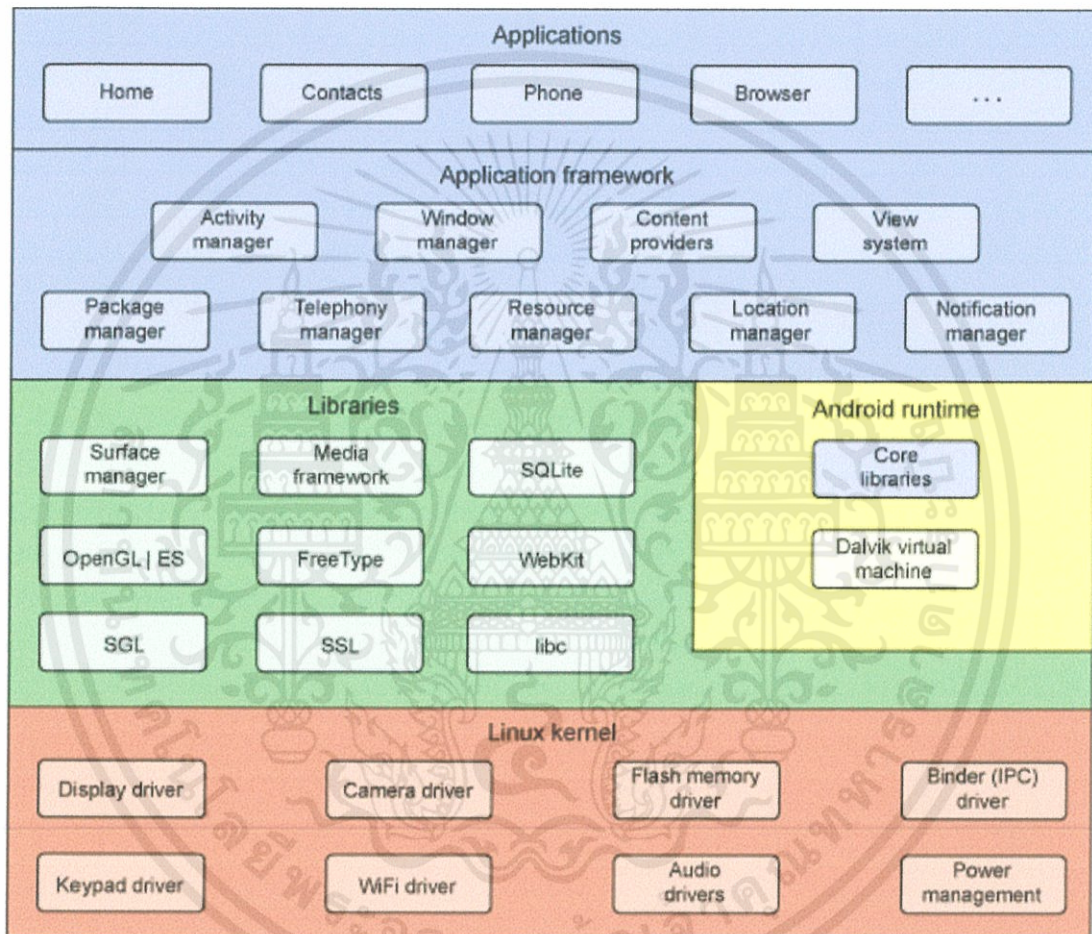 Applications
Home
Contacts
Phone
Browser
...
Application framework
Activity
manager
Window
manager
Content
providers
View
system
Package
manager
Telephony
manager
Resource
manager
Location
manager
Notification
manager
Libraries
Surface
manager
Media
framework
SQLite
OpenGL | ES
FreeType
WebKit
SGL
SSL
libc
Android runtime
Core
libraries
Dalvik virtual
machine
Linux kernel
Display driver
Camera driver
Flash memory
driver
Binder (IPC)
driver
Keypad driver
WiFi driver
Audio
drivers
Power
management